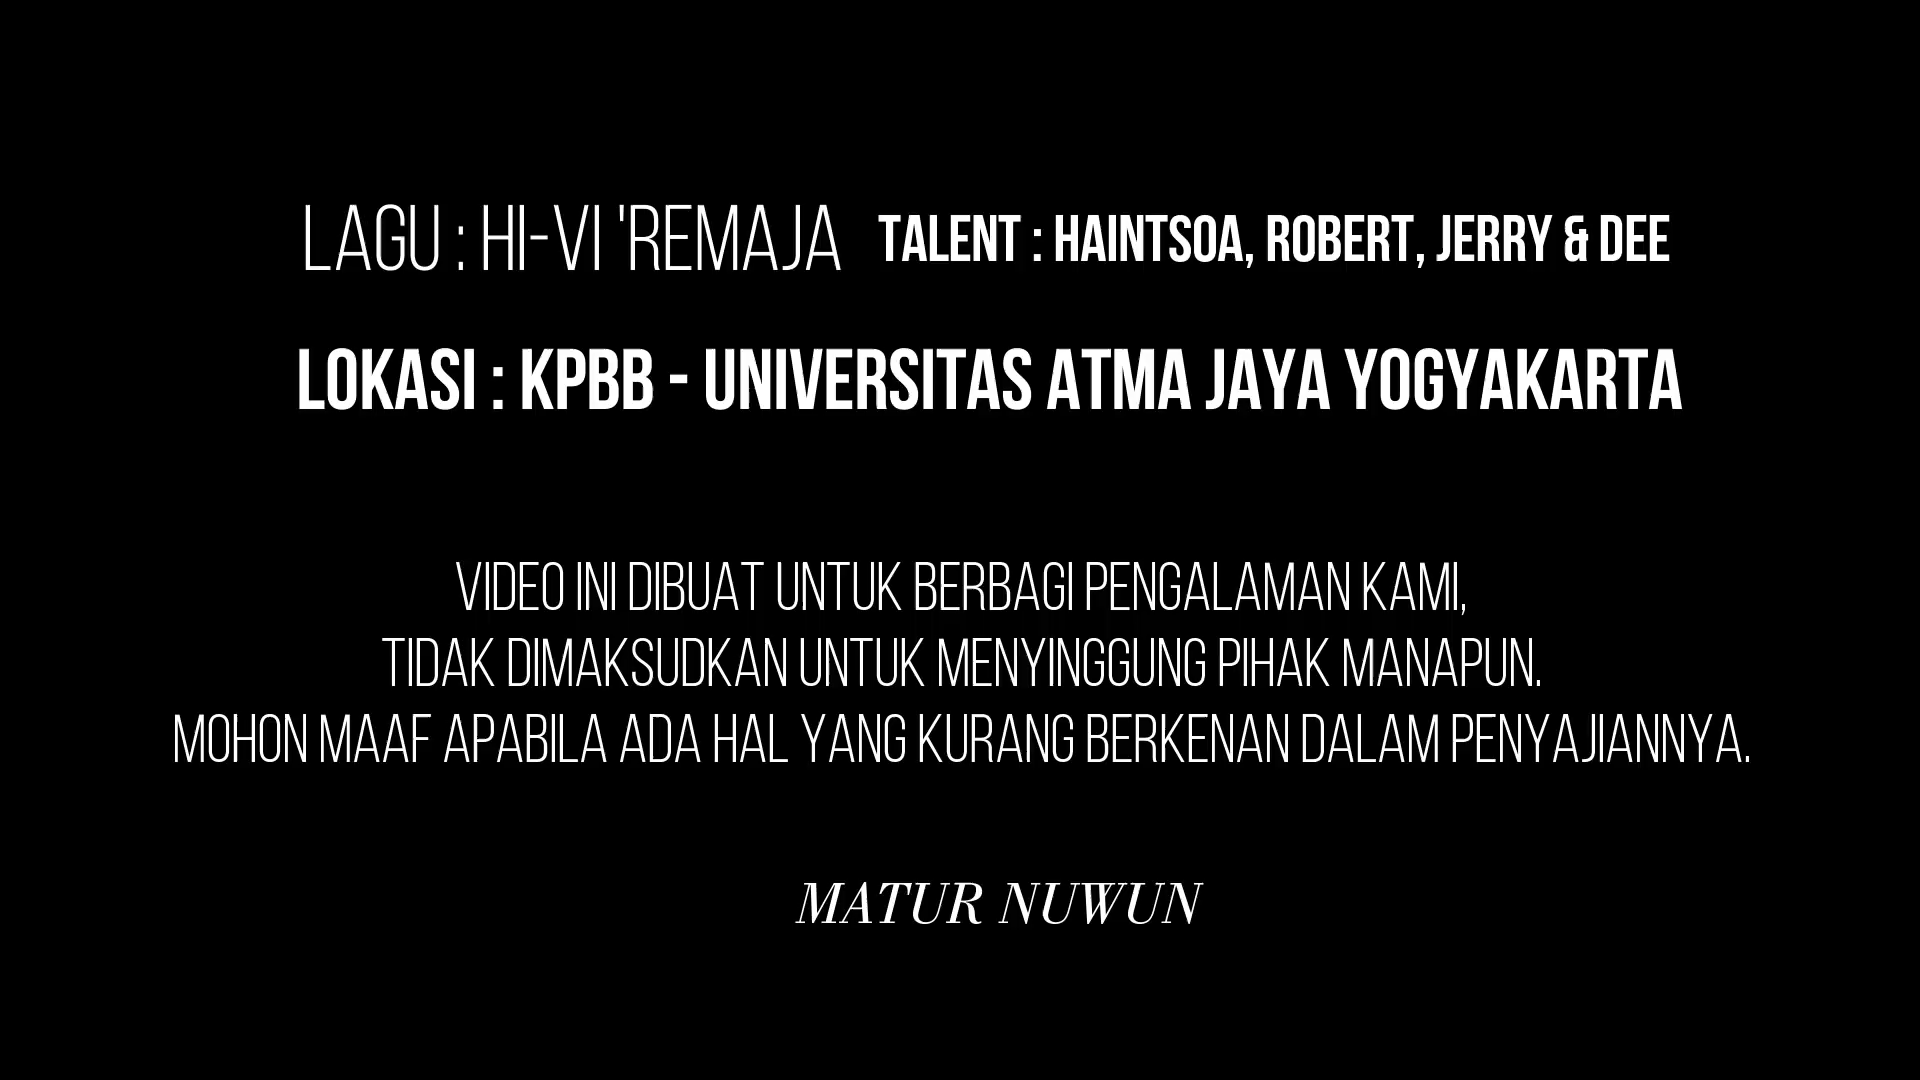 LAGU : HI-VI 'REMAJA TALENT : HAINTSOA, ROBERT, JERRY & DEE
LOKASI : KPBB - UNIVERSITAS ATMA JAYA YOGYAKARTA
VIDEO INI DIBUAT UNTUK BERBAGI PENGALAMAN KAMI,
TIDAK DIMAKSUDKAN UNTUK MENYINGGUNG PIHAK MANAPUN.
MOHON MAAF APABILA ADA HAL YANG KURANG BERKENAN DALAM PENYAJIANNYA.
MATUR NUWUN